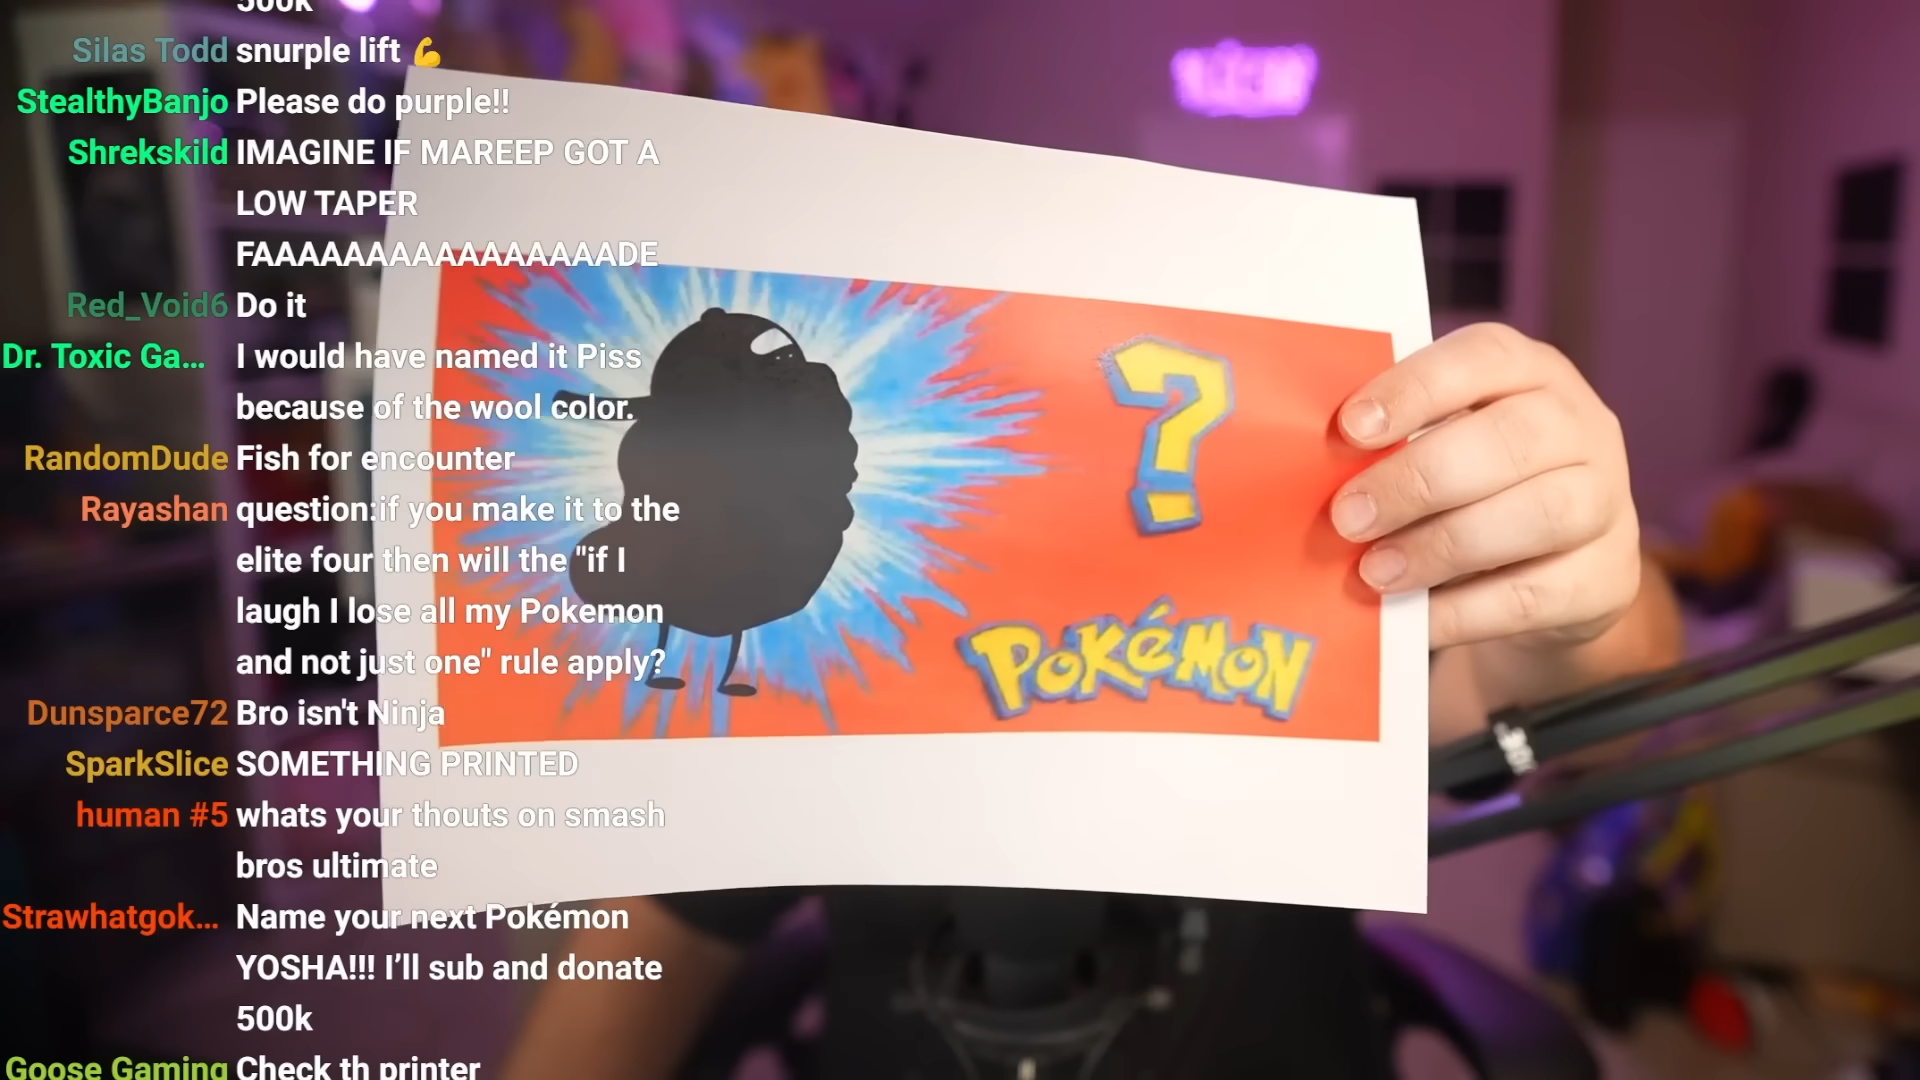 500k
Silas Todd snurple lift 💪
StealthyBanjo Please do purple!!
Shrekskild IMAGINE IF MAREEP GOT A
LOW TAPER
FAAAAAAAAAAAAAAAADE
Red_Void6 Do it
Dr. Toxic Ga... I would have named it Piss
because of the wool color.
RandomDude Fish for encounter
Rayashan question:if you make it to the
elite four then will the "if I
laugh I lose all my Pokemon
and not just one" rule apply?
Dunsparce72 Bro isn't Ninja
SparkSlice SOMETHING PRINTED
human #5 whats your thouts on smash
bros ultimate
Strawhatgok... Name your next Pokémon
YOSHA!!! I’ll sub and donate
500k
Goose Gaming Check th printer
?
POKéMON